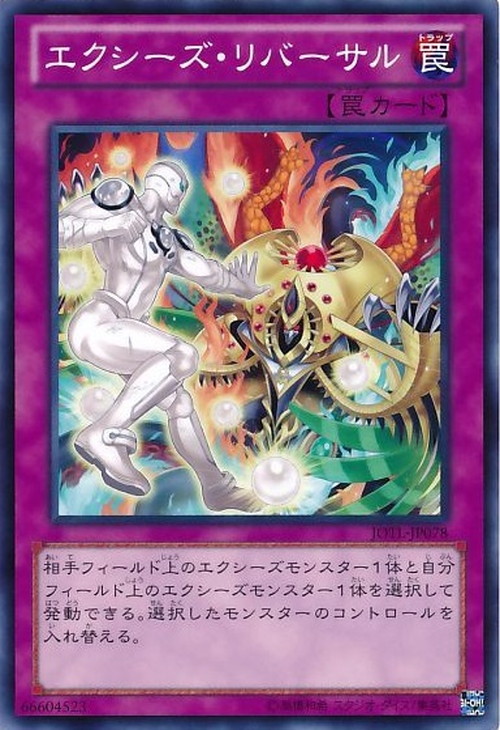 エクシーズ・リバーサル
トラップ
罠
【罠カード】
JOTL-JP078
相手フィールド上のエクシーズモンスター1体と自分
フィールド上のエクシーズモンスター1体を選択して
発動できる。選択したモンスターのコントロールを
入れ替える。
66604523
©高橋和希 スタジオ・ダイス/集英社